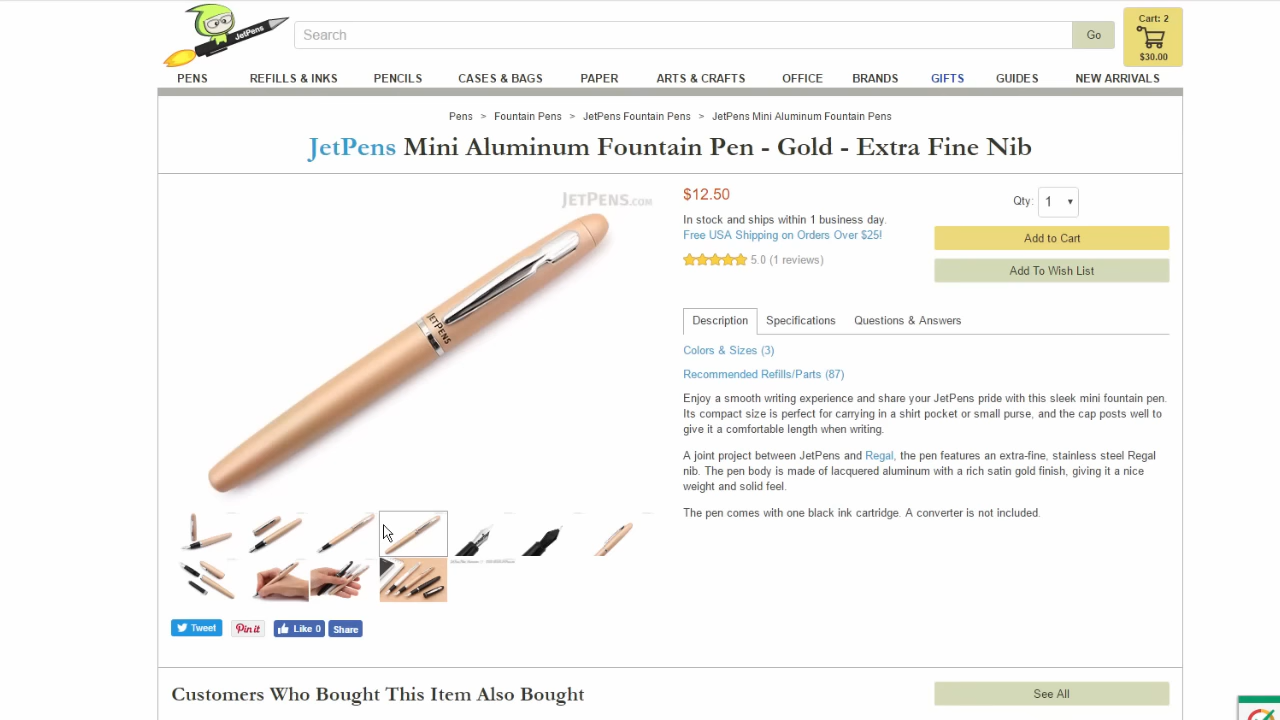 JetPens
Search
Go
Cart: 2
$30.00
PENS
REFILLS & INKS
PENCILS
CASES & BAGS
PAPER
ARTS & CRAFTS
OFFICE
BRANDS
GIFTS
GUIDES
NEW ARRIVALS
Pens > Fountain Pens > JetPens Fountain Pens > JetPens Mini Aluminum Fountain Pens
JetPens Mini Aluminum Fountain Pen - Gold - Extra Fine Nib
JETPENS.COM
JETPENS
$12.50
In stock and ships within 1 business day.
Free USA Shipping on Orders Over $25!
5.0 (1 reviews)
Qty: 1
Add to Cart
Add To Wish List
Description
Specifications
Questions & Answers
Colors & Sizes (3)
Recommended Refills/Parts (87)
Enjoy a smooth writing experience and share your JetPens pride with this sleek mini fountain pen.
Its compact size is perfect for carrying in a shirt pocket or small purse, and the cap posts well to
give it a comfortable length when writing.
A joint project between JetPens and Regal, the pen features an extra-fine, stainless steel Regal
nib. The pen body is made of lacquered aluminum with a rich satin gold finish, giving it a nice
weight and solid feel.
The pen comes with one black ink cartridge. A converter is not included.
Tweet
Pin it
Like 0
Share
Customers Who Bought This Item Also Bought
See All